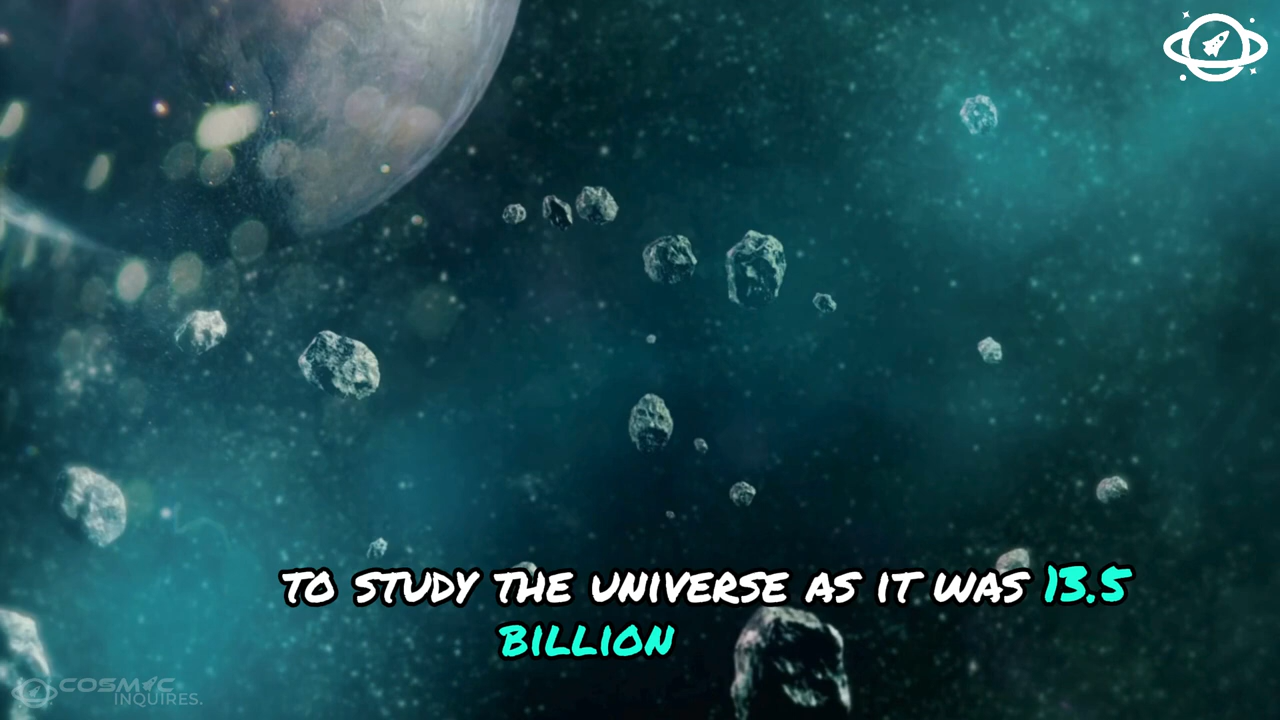 TO STUDY THE UNIVERSE AS IT WAS 13.5
BILLION
COSMIC
INQUIRES.